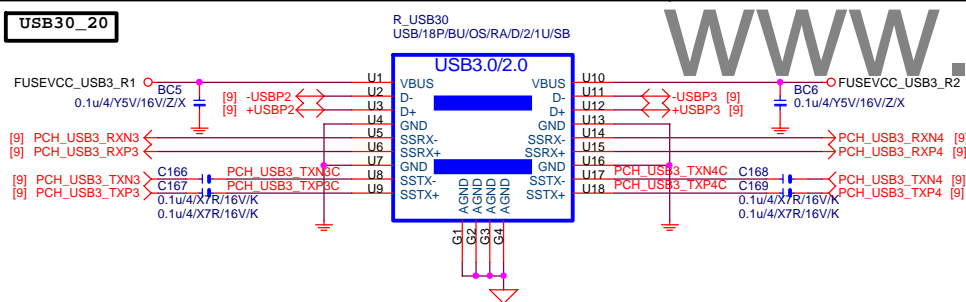 USB30_20
R_USB30
USB/18P/BU/OS/RA/D/2/1U/SB
www.
USB3.0/2.0
FUSEVCC_USB3_R1
U1
VBUS
VBUS
U10
FUSEVCC_USB3_R2
BC5
0.1u/4/Y5V/16V/Z/X
BC6
0.1u/4/Y5V/16V/Z/X
[9] -USBP2
U2
D-
D-
U11
-USBP3 [9]
[9] +USBP2
U3
D+
D+
U12
+USBP3 [9]
U4
GND
GND
U13
[9] PCH_USB3_RXN3
U5
SSRX-
SSRX-
U14
PCH_USB3_RXN4 [9]
[9] PCH_USB3_RXP3
U6
SSRX+
SSRX+
U15
PCH_USB3_RXP4 [9]
U7
GND
GND
U16
[9] PCH_USB3_TXN3
C166
PCH_USB3_TXN3C
U8
SSTX-
SSTX-
U17
PCH_USB3_TXN4C
C168
PCH_USB3_TXN4 [9]
[9] PCH_USB3_TXP3
C167
PCH_USB3_TXP3C
U9
SSTX+
SSTX+
U18
PCH_USB3_TXP4C
C169
PCH_USB3_TXP4 [9]
0.1u/4/X7R/16V/K
0.1u/4/X7R/16V/K
0.1u/4/X7R/16V/K
0.1u/4/X7R/16V/K
AGND
AGND
AGND
AGND
G1
G2
G3
G4